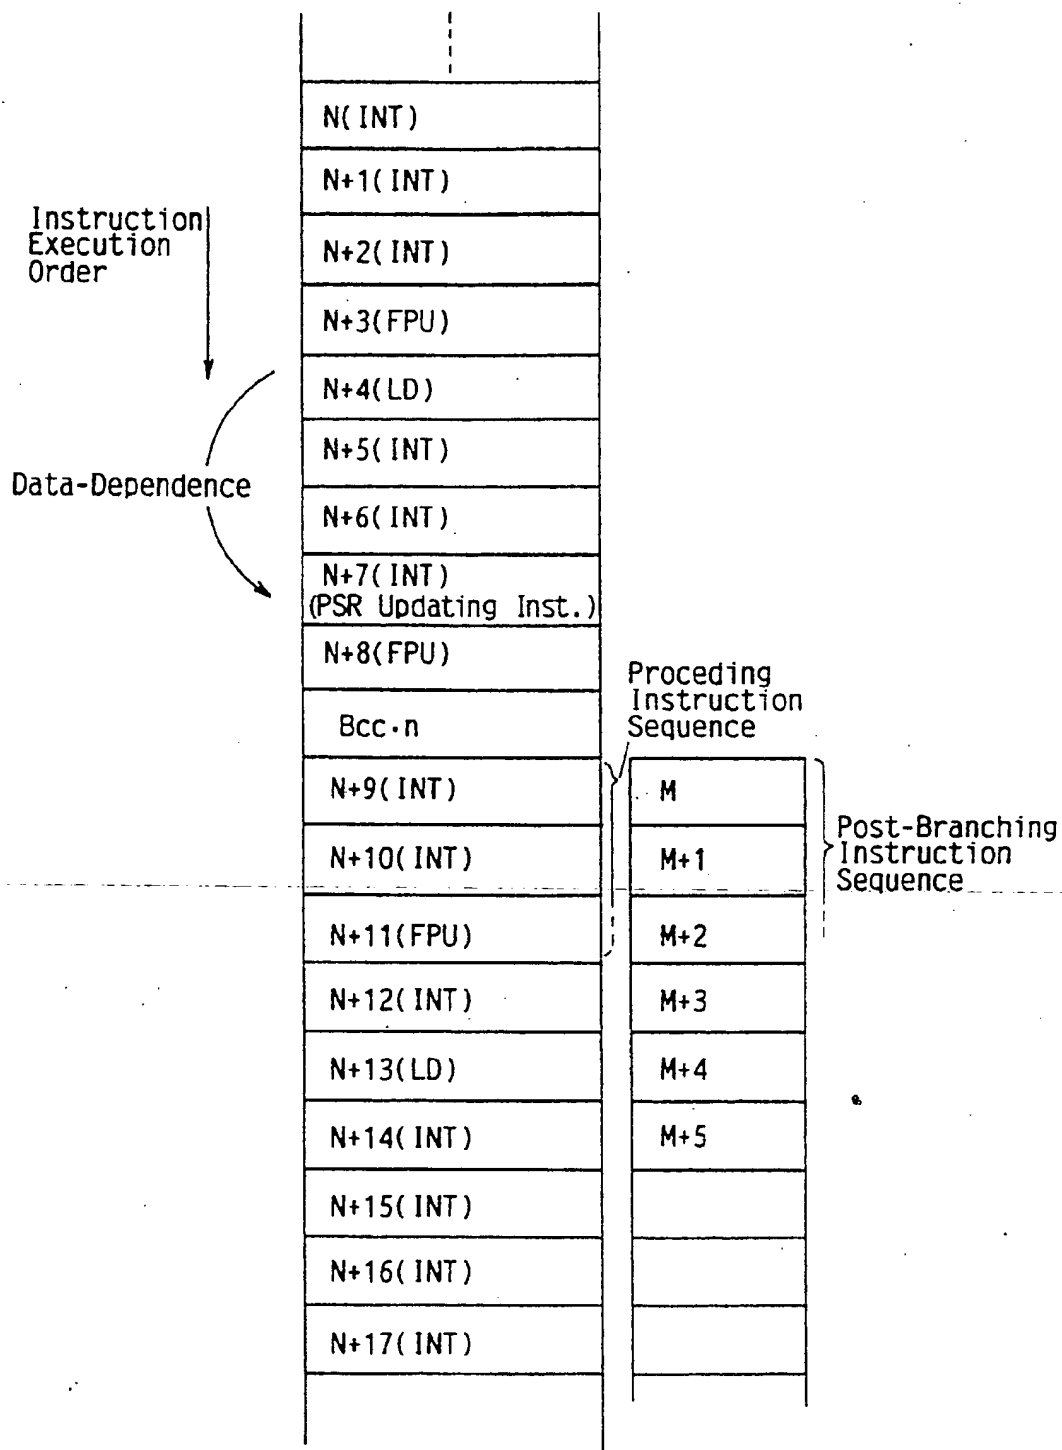 N(INT)
N+1(INT)
Instruction
Execution
Order
N+2(INT)
N+3(FPU)
N+4(LD)
N+5(INT)
Data-Dependence
N+6(INT)
N+7(INT)
(PSR Updating Inst.)
N+8(FPU)
Bcc·n
Proceding
Instruction
Sequence
N+9(INT)
N+10(INT)
N+11(FPU)
N+12(INT)
N+13(LD)
N+14(INT)
N+15(INT)
N+16(INT)
N+17(INT)
M
M+1
M+2
M+3
M+4
M+5
Post-Branching
Instruction
Sequence